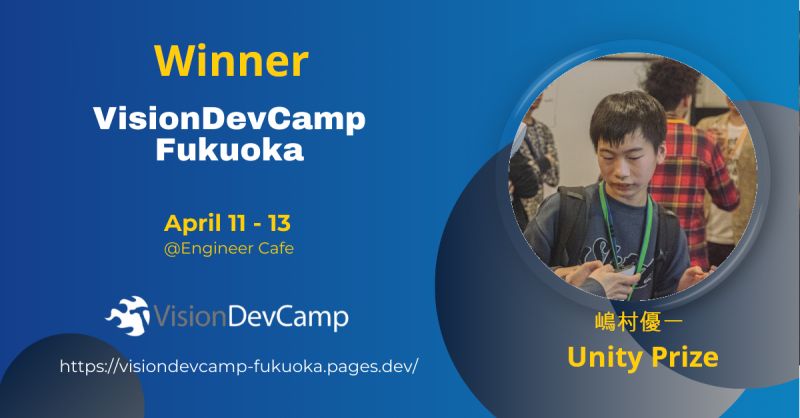 Winner
VisionDevCamp
Fukuoka
April 11 - 13
@Engineer Cafe
VisionDevCamp
https://visiondevcamp-fukuoka.pages.dev/
嶋村優一
Unity Prize